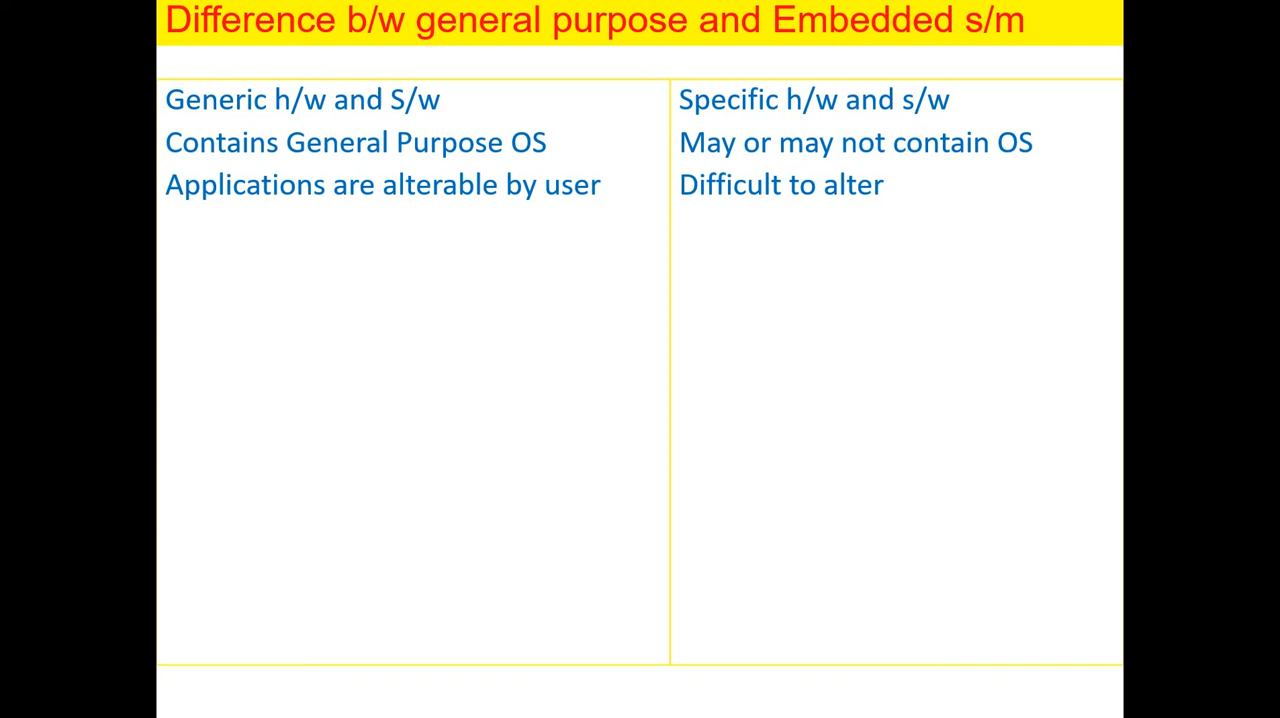 Difference b/w general purpose and Embedded s/m
Generic h/w and S/w
Contains General Purpose OS
Applications are alterable by user
Specific h/w and s/w
May or may not contain OS
Difficult to alter